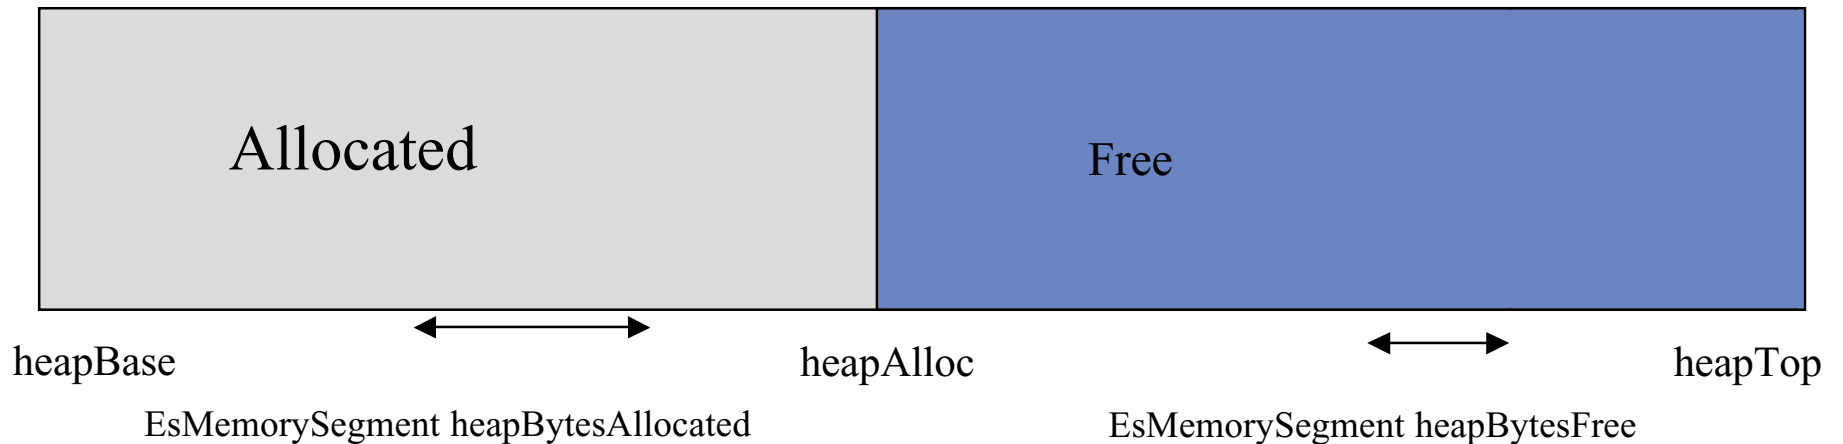 Allocated
Free
heapBase
heapAlloc
heapTop
EsMemorySegment heapBytesAllocated
EsMemorySegment heapBytesFree